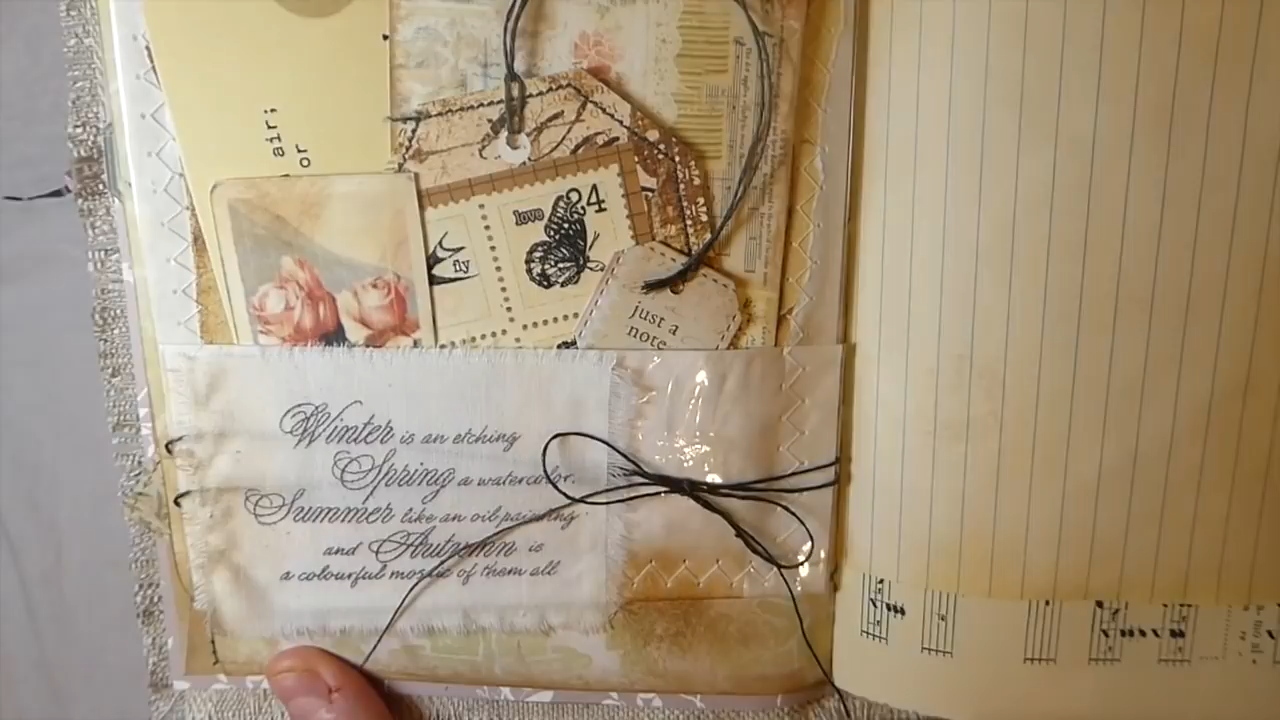 air;
or
24
love
fly
just a
note
Winter is an etching
Spring a watercolor.
Summer like an oil painting
and Autumn is
a colourful mosaic of them all